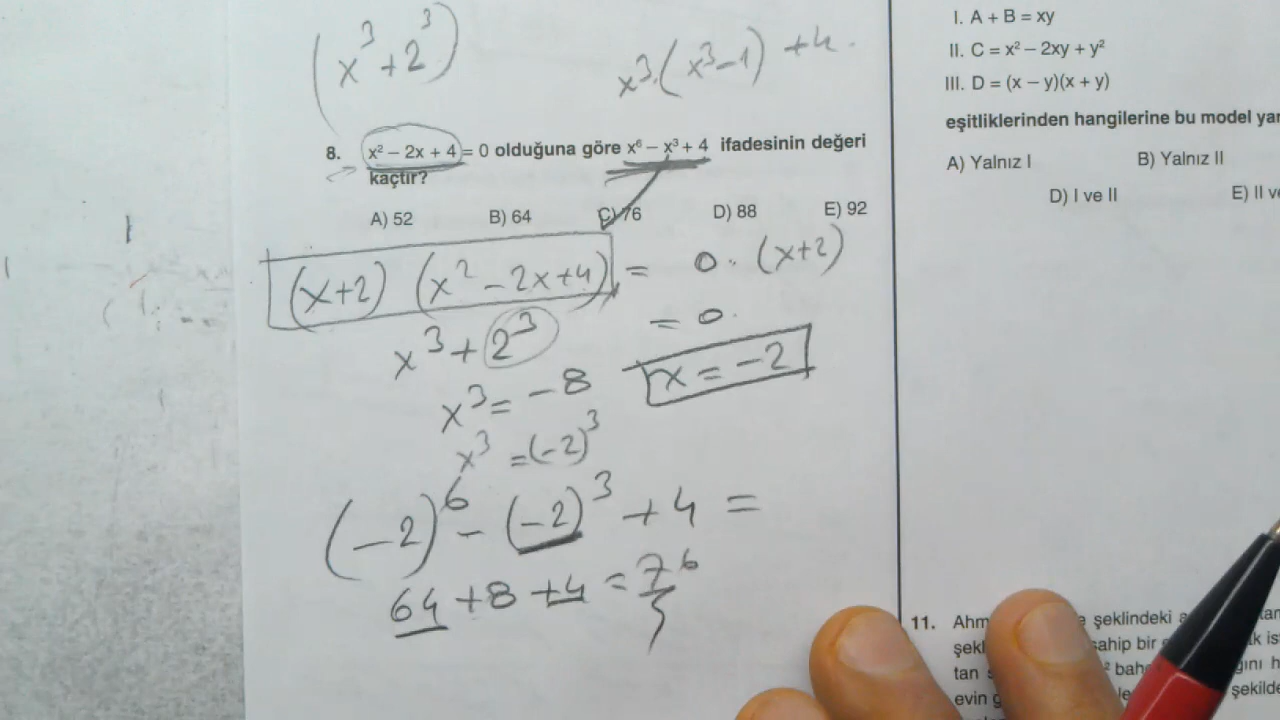 (x³ + 2³)
x³.(x³ – 1) + 4.
8. x² – 2x + 4 = 0 olduğuna göre x⁶ – x³ + 4 ifadesinin değeri
kaçtır?
A) 52 B) 64 C) 76 D) 88 E) 92
(x+2) (x² – 2x + 4) = 0. (x+2)
x³ + 2³ = 0.
x³ = – 8
x = – 2
x³ = (–2)³
(–2)⁶ – (–2)³ + 4 =
64 + 8 + 4 = 76
I. A + B = xy
II. C = x² – 2xy + y²
III. D = (x – y)(x + y)
eşitliklerinden hangilerine bu model
A) Yalnız I B) Yalnız II
D) I ve II E) II
11. şeklindeki
sahip bir
tan
evin şekilde